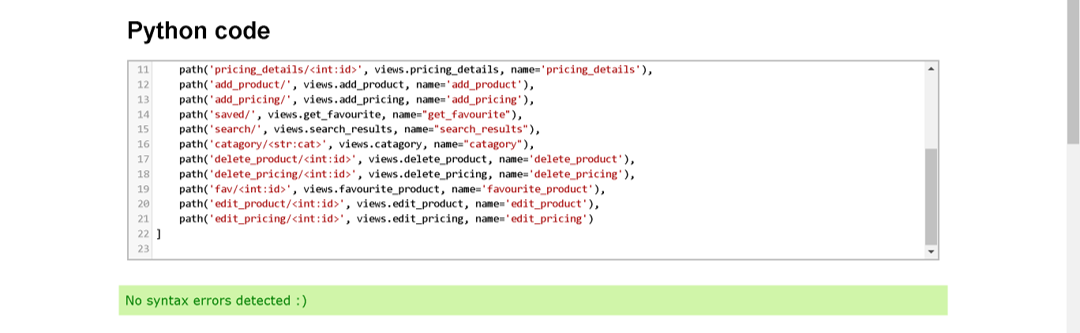 Python code
11 path('pricing_details/<int:id>', views.pricing_details, name='pricing_details'),
12 path('add_product/', views.add_product, name='add_product'),
13 path('add_pricing/', views.add_pricing, name='add_pricing'),
14 path('saved/', views.get_favourite, name="get_favourite"),
15 path('search/', views.search_results, name="search_results"),
16 path('catagory/<str:cat>', views.catagory, name="catagory"),
17 path('delete_product/<int:id>', views.delete_product, name='delete_product'),
18 path('delete_pricing/<int:id>', views.delete_pricing, name='delete_pricing'),
19 path('fav/<int:id>', views.favourite_product, name='favourite_product'),
20 path('edit_product/<int:id>', views.edit_product, name='edit_product'),
21 path('edit_pricing/<int:id>', views.edit_pricing, name='edit_pricing')
22 ]
23
No syntax errors detected :)